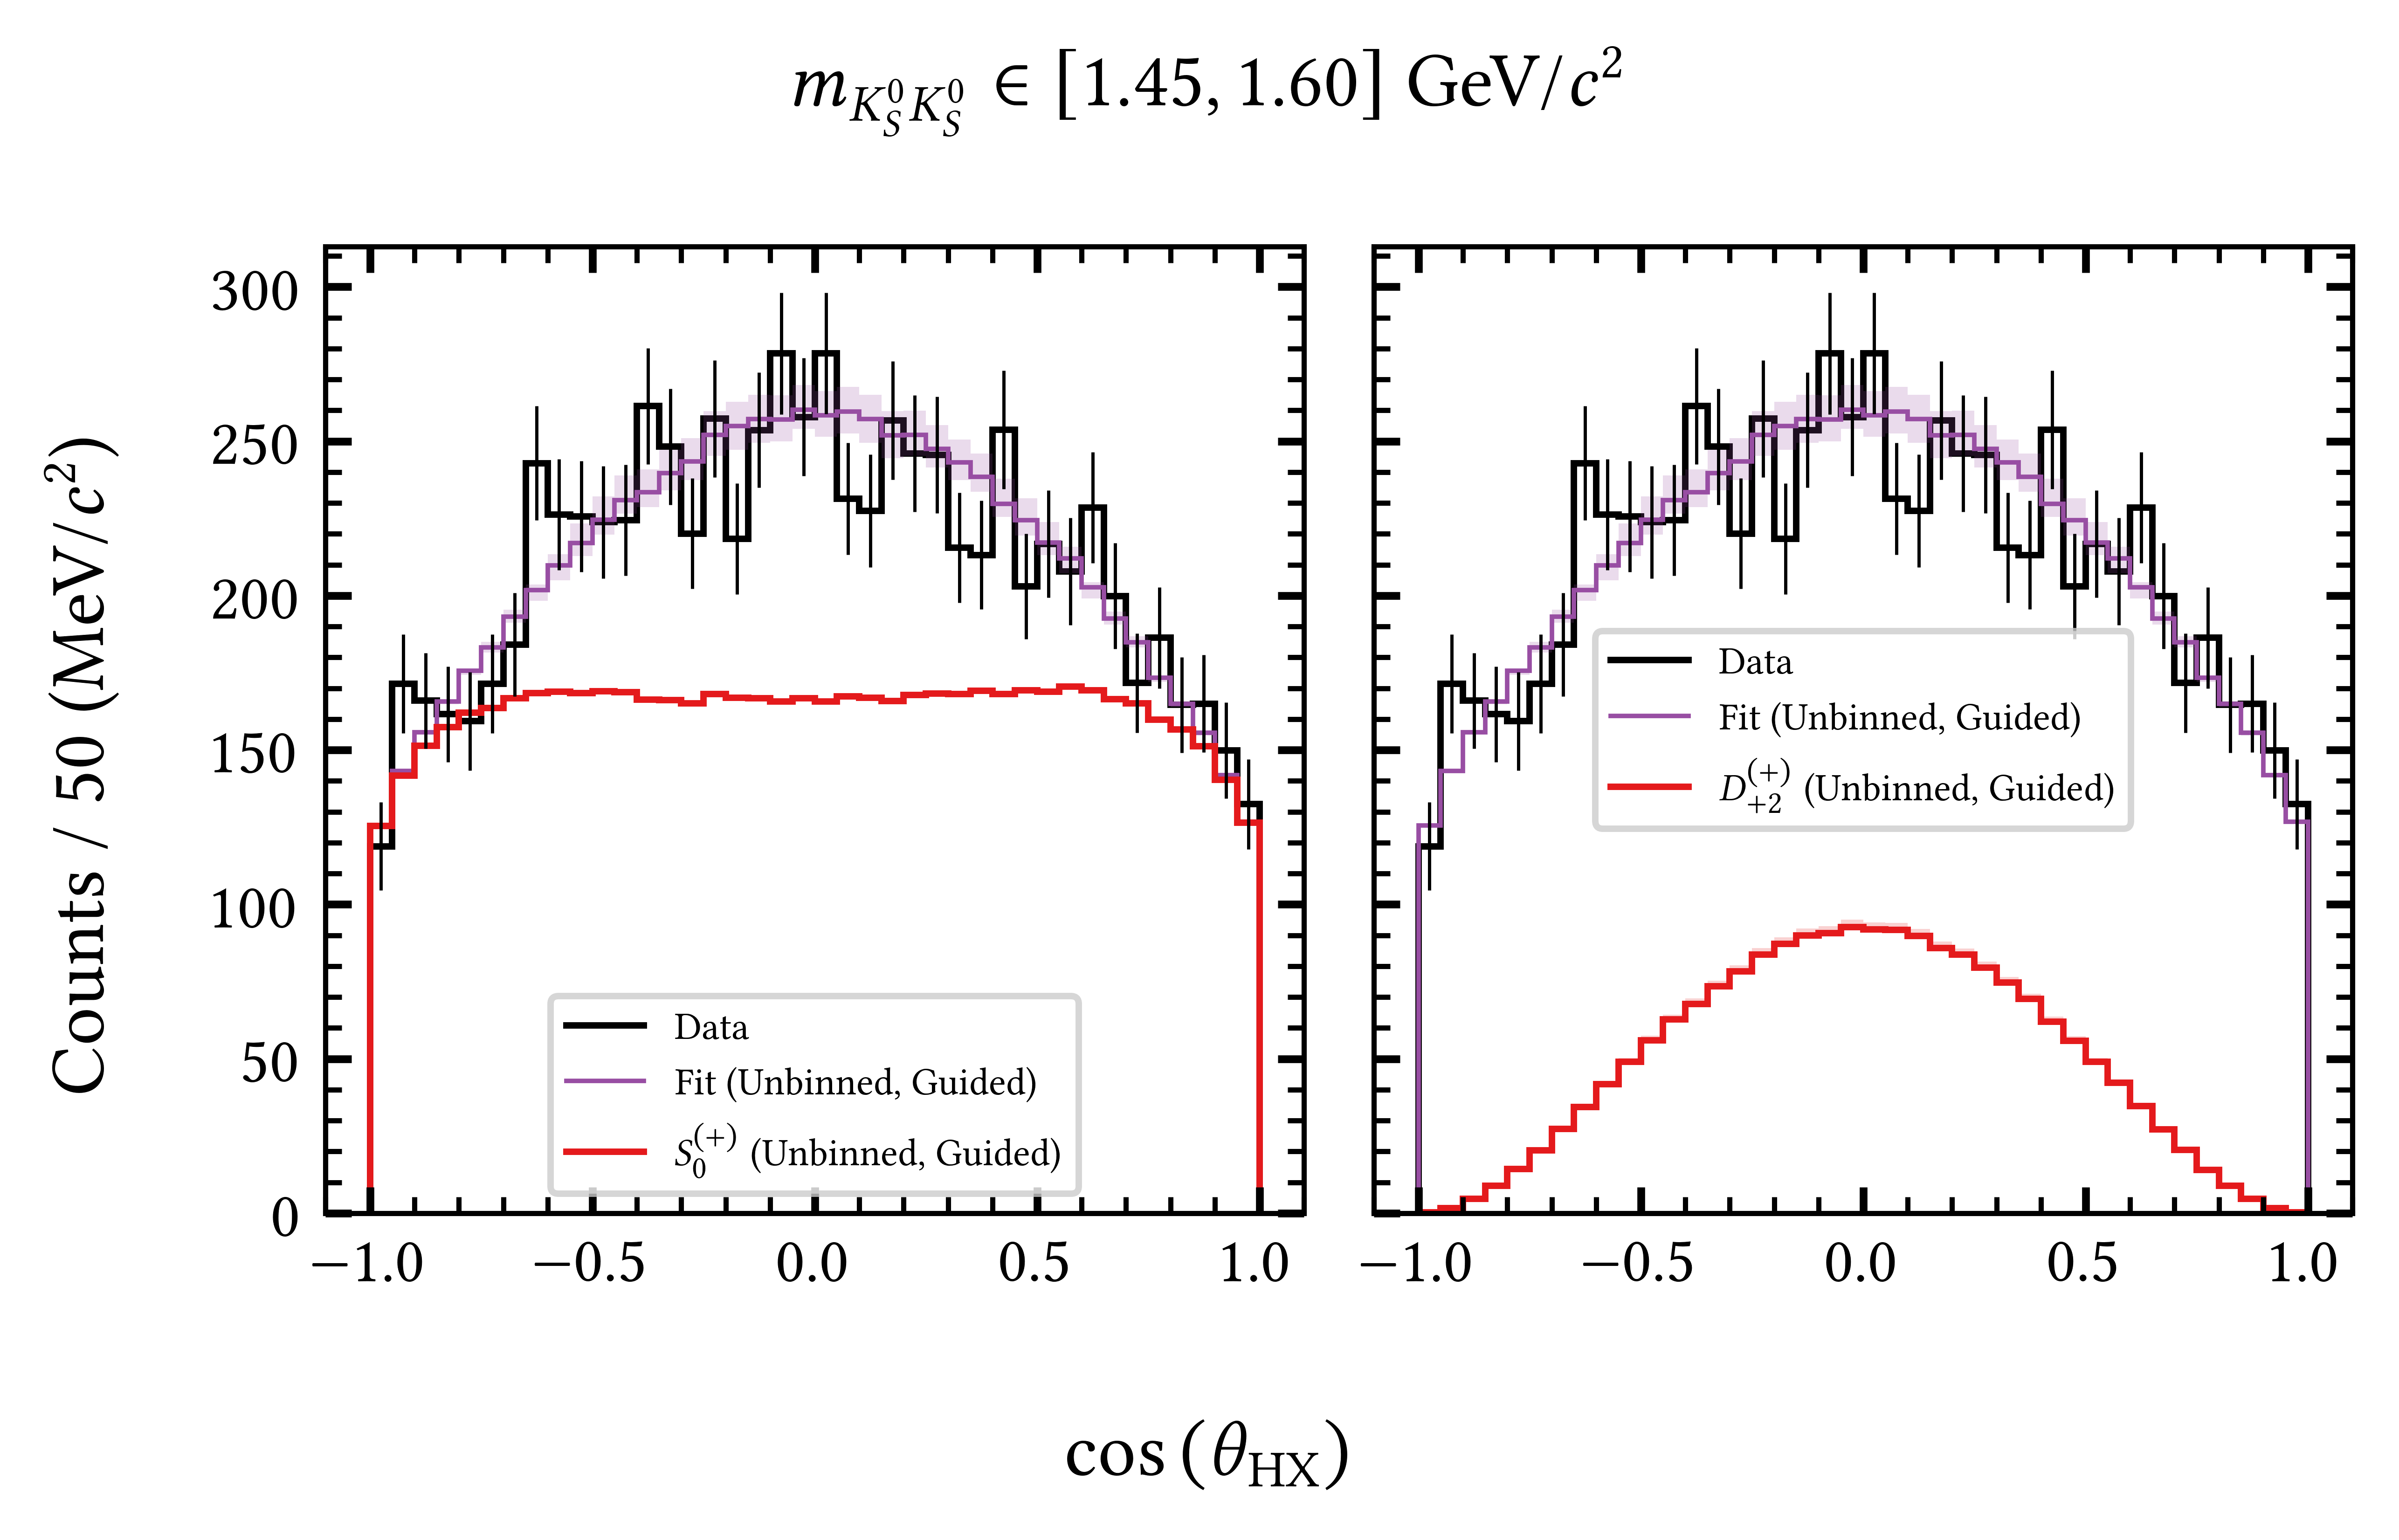 m_{K_S^0 K_S^0} ∈ [1.45, 1.60] GeV/c²
Counts / 50 (MeV/c²)
300
250
200
150
100
50
0
Data
Fit (Unbinned, Guided)
S_0^{(+)} (Unbinned, Guided)
−1.0 −0.5 0.0 0.5 1.0
Data
Fit (Unbinned, Guided)
D_{+2}^{(+)} (Unbinned, Guided)
−1.0 −0.5 0.0 0.5 1.0
cos (θ_{HX})